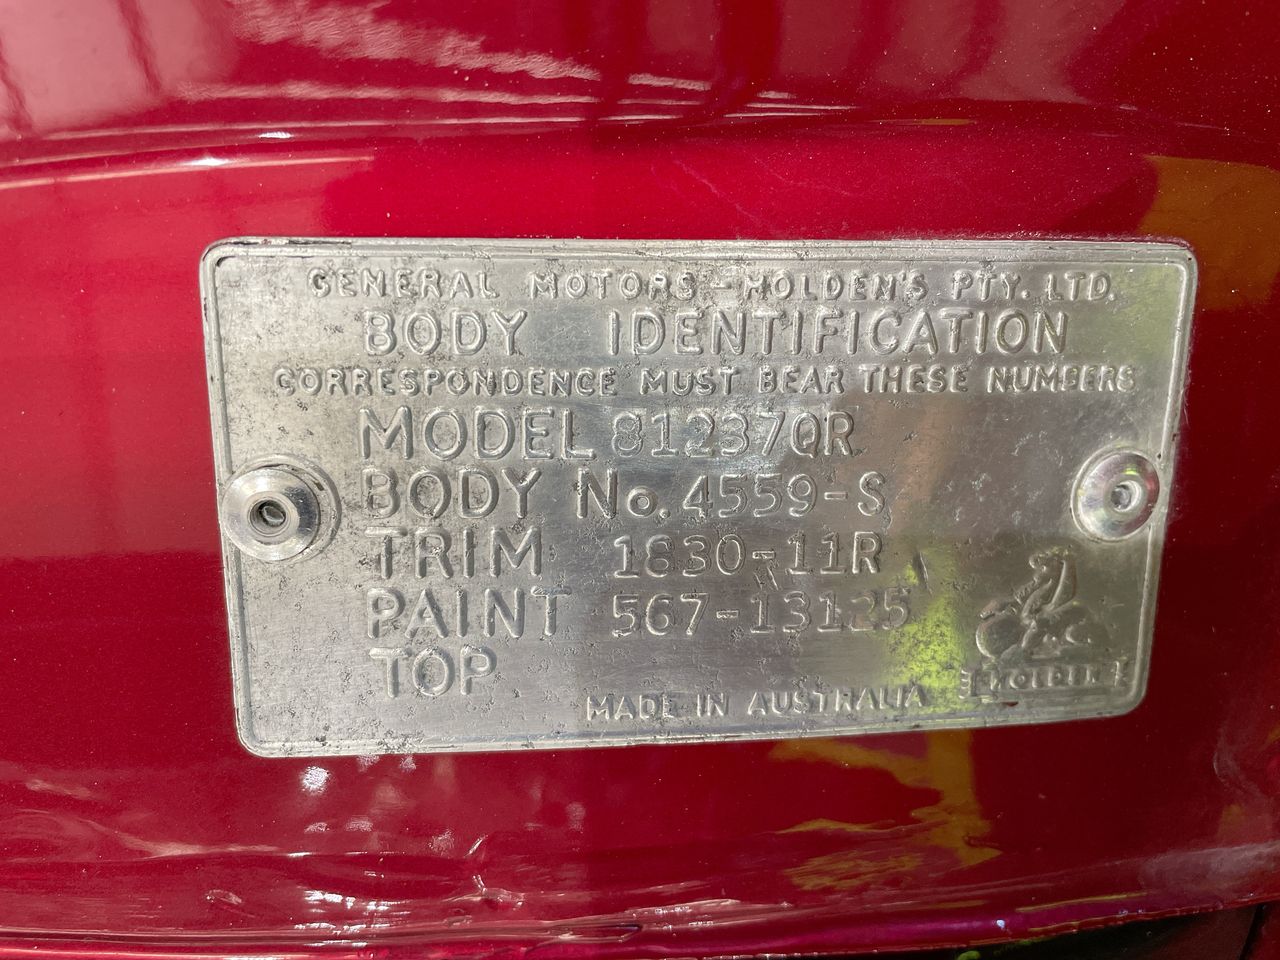 GENERAL MOTORS - HOLDEN'S PTY. LTD.
BODY IDENTIFICATION
CORRESPONDENCE MUST BEAR THESE NUMBERS
MODEL 81237QR
BODY No. 4559-S
TRIM 1830-11R
PAINT 567-13125
TOP
MADE IN AUSTRALIA
HOLDEN